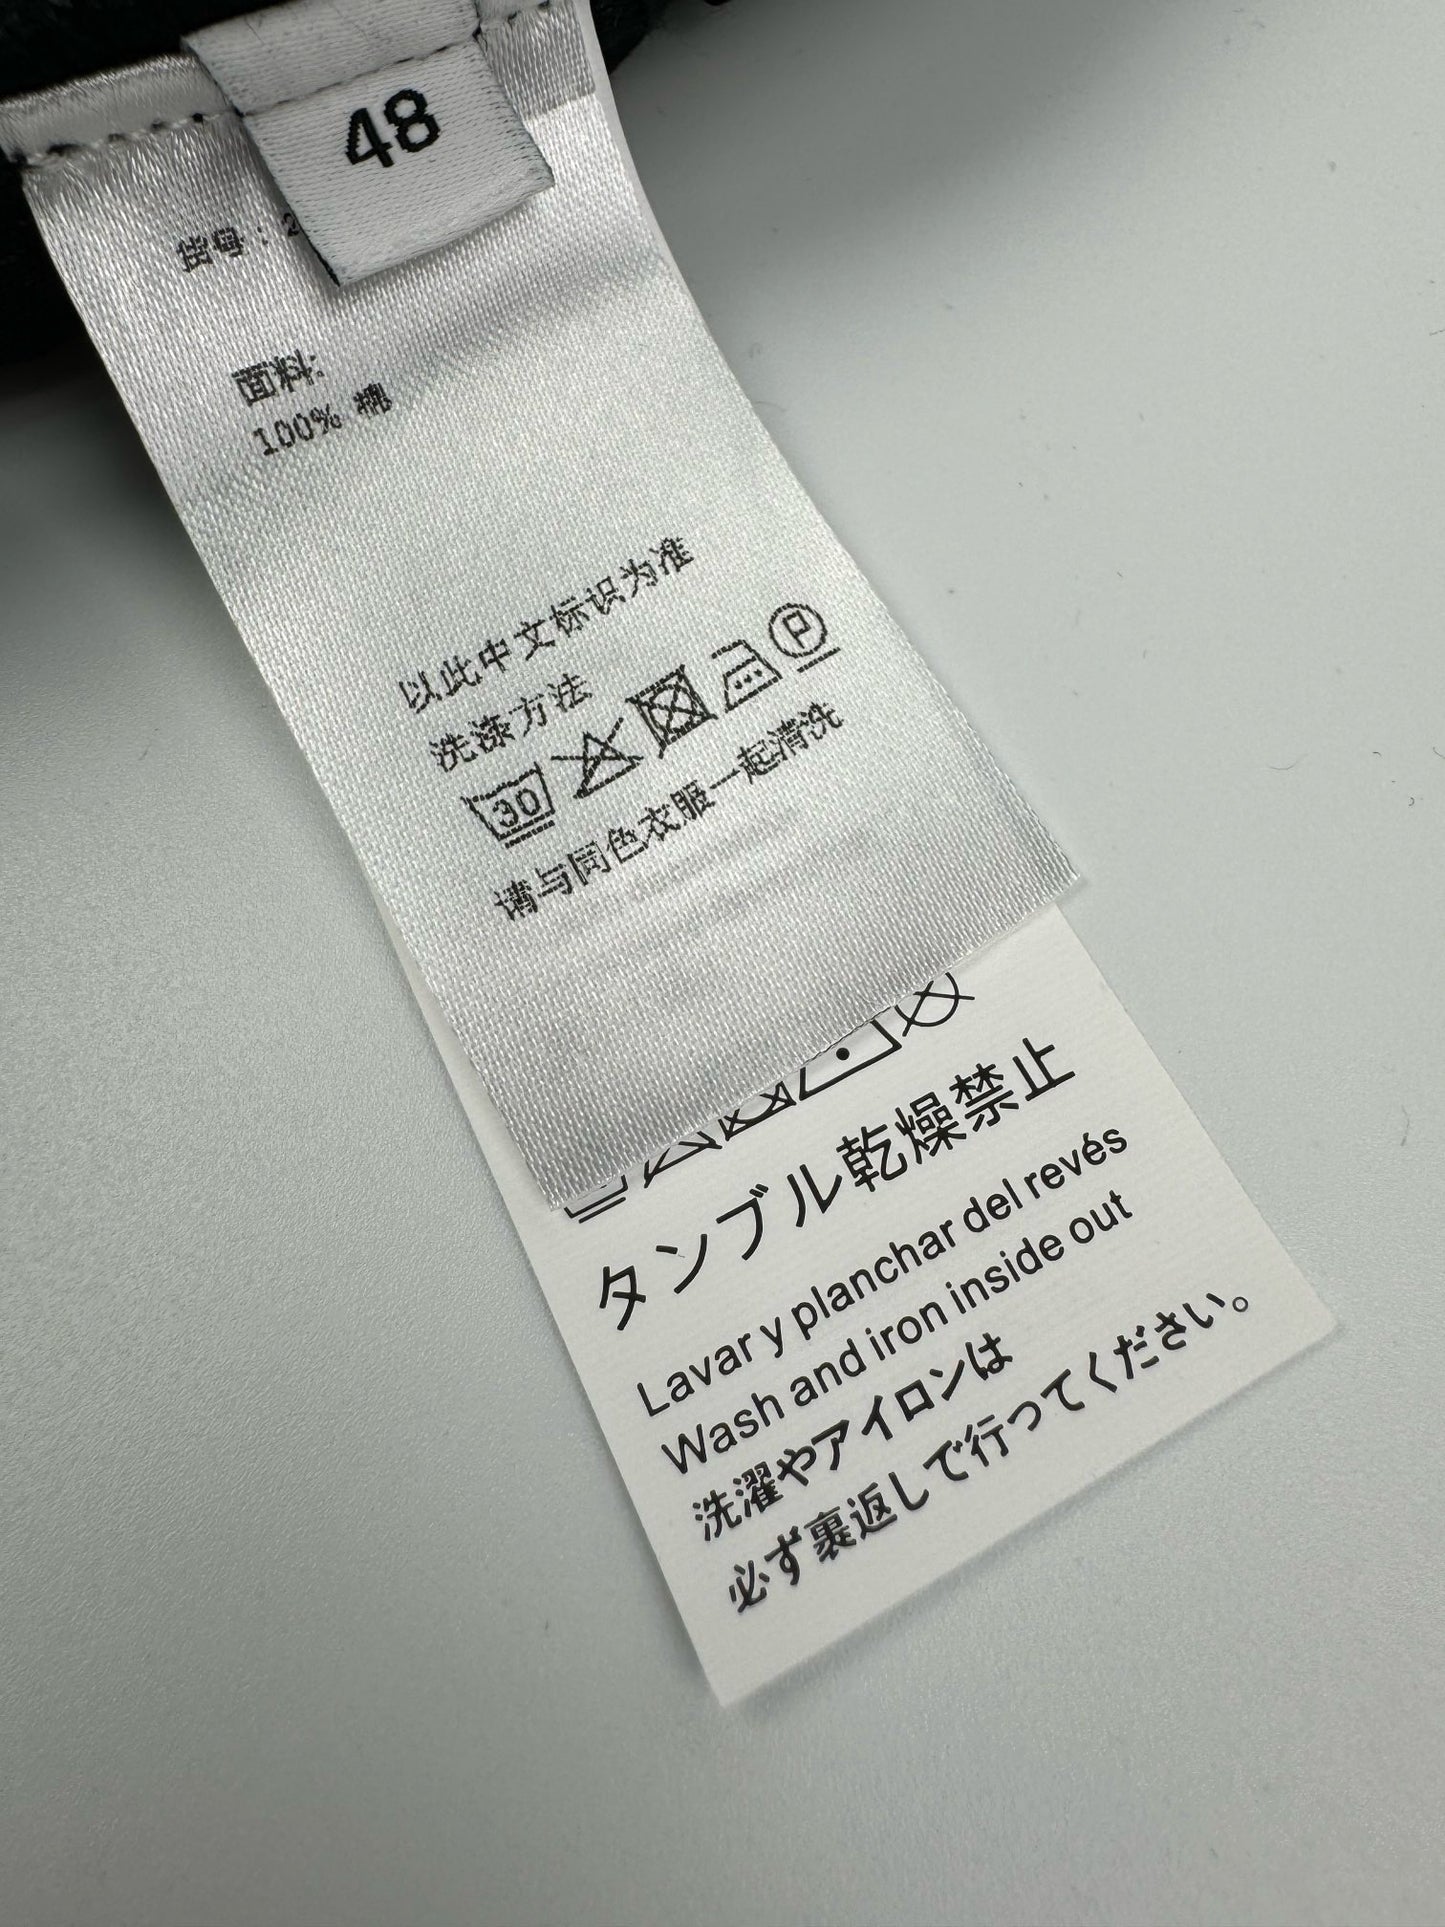 48
货号：2
面料:
100% 棉
以此中文标识为准
洗涤方法
30
P
请与同色衣服一起清洗
タンブル乾燥禁止
Lavar y planchar del revés
Wash and iron inside out
洗濯やアイロンは
必ず裏返しで行ってください。